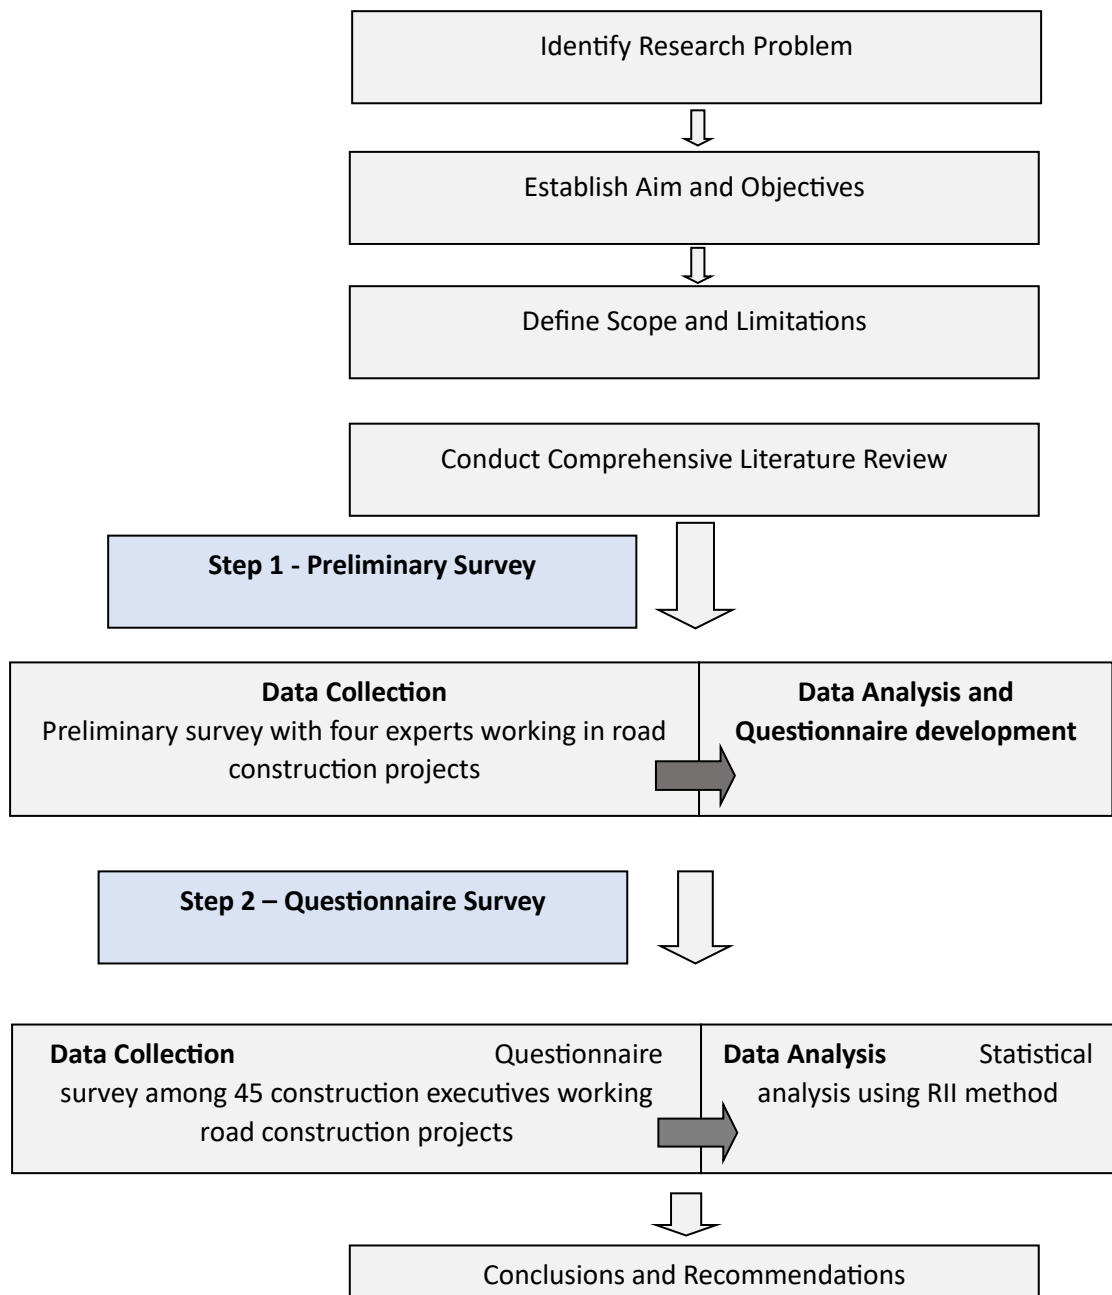 Identify Research Problem
Establish Aim and Objectives
Define Scope and Limitations
Conduct Comprehensive Literature Review
Step 1 - Preliminary Survey
Data Collection
Preliminary survey with four experts working in road
construction projects
Data Analysis and
Questionnaire development
Step 2 – Questionnaire Survey
Data Collection Questionnaire
survey among 45 construction executives working
road construction projects
Data Analysis Statistical
analysis using RII method
Conclusions and Recommendations